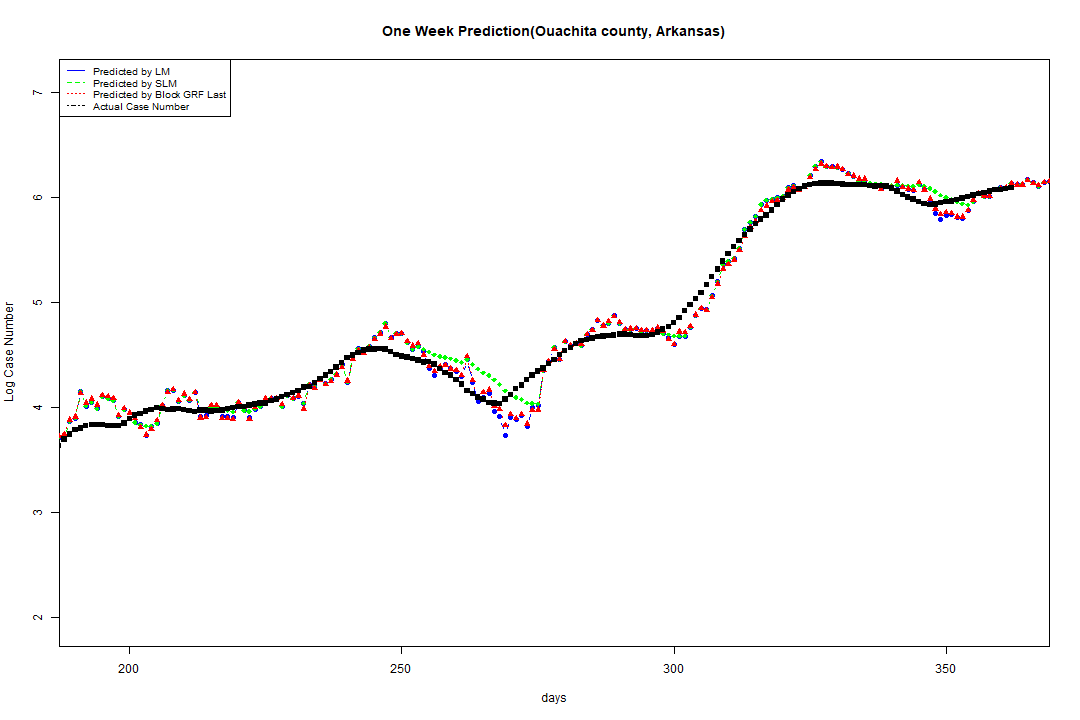 One Week Prediction(Ouachita county, Arkansas)
Predicted by LM
Predicted by SLM
Predicted by Block GRF Last
Actual Case Number
7
6
5
4
3
2
Log Case Number
200
250
300
350
days